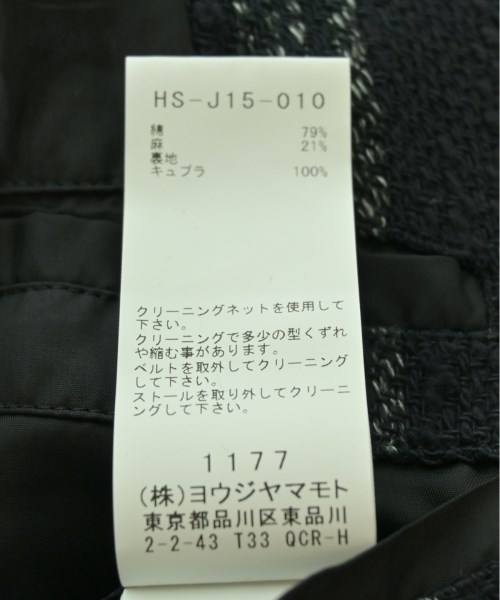 HS-J15-010
綿 79%
麻 21%
裏地
キュプラ 100%
クリーニングネットを使用して
下さい。
クリーニングで多少の型くずれ
や縮む事があります。
ベルトを取外してクリーニング
して下さい。
ストールを取り外してクリーニ
ングして下さい。
1177
(株)ヨウジヤマモト
東京都品川区東品川
2-2-43 T33 QCR-H